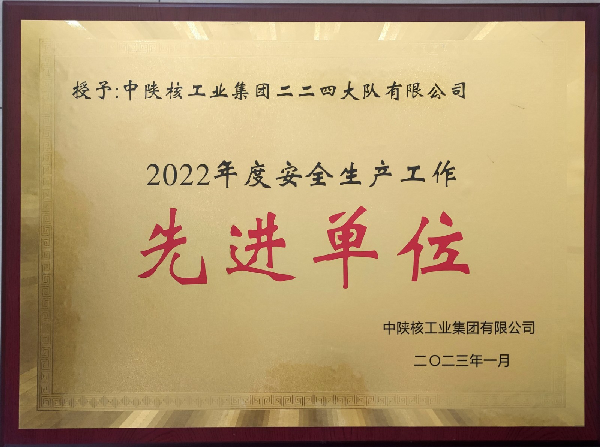 授予:中陕核工业集团二二四大队有限公司
2022年度安全生产工作
先进单位
中陕核工业集团有限公司
二〇二三年一月